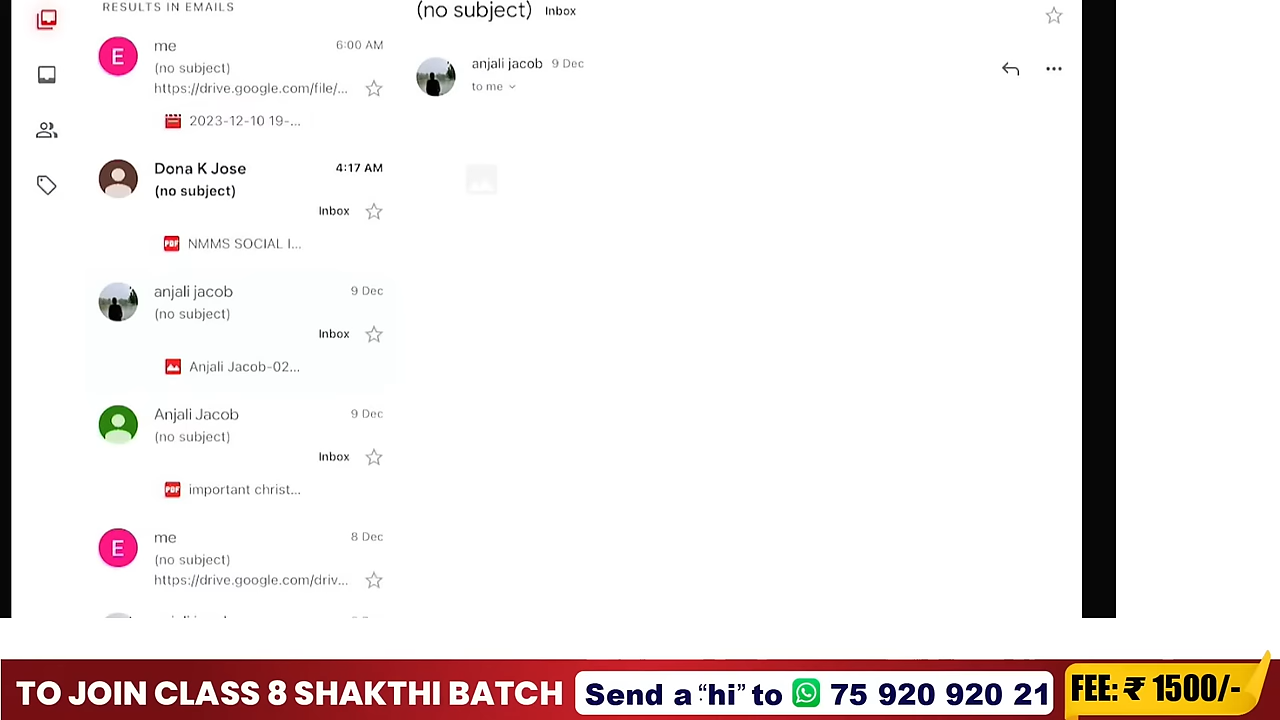 RESULTS IN EMAILS
me 6:00 AM
(no subject)
https://drive.google.com/file/...
2023-12-10 19-...
Dona K Jose 4:17 AM
(no subject)
Inbox
PDF NMMS SOCIAL I...
anjali jacob 9 Dec
(no subject)
Inbox
Anjali Jacob-02...
Anjali Jacob 9 Dec
(no subject)
Inbox
PDF important christ...
E me 8 Dec
(no subject)
https://drive.google.com/driv...
(no subject) Inbox
anjali jacob 9 Dec
to me
E
TO JOIN CLASS 8 SHAKTHI BATCH
Send a “hi” to 75 920 920 21
FEE: ₹ 1500/-